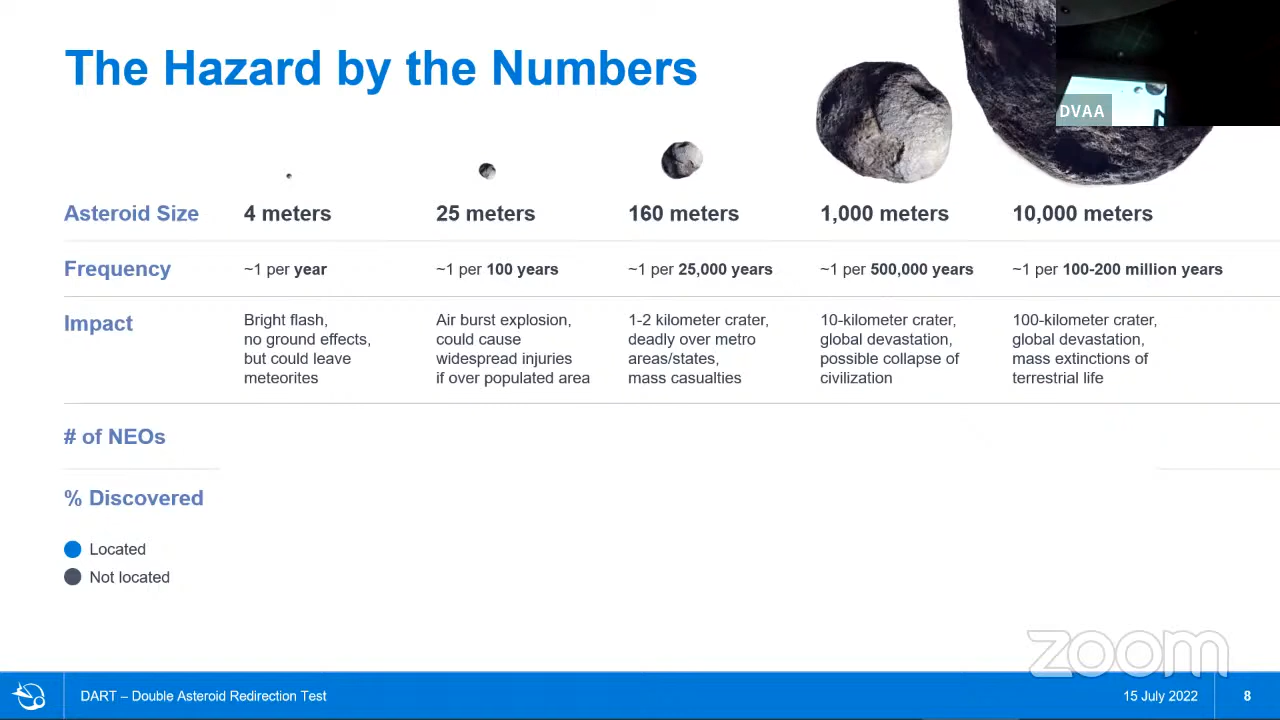 The Hazard by the Numbers
DVAA
Asteroid Size
4 meters
25 meters
160 meters
1,000 meters
10,000 meters
Frequency
~1 per year
~1 per 100 years
~1 per 25,000 years
~1 per 500,000 years
~1 per 100-200 million years
Impact
Bright flash,
no ground effects,
but could leave
meteorites
Air burst explosion,
could cause
widespread injuries
if over populated area
1-2 kilometer crater,
deadly over metro
areas/states,
mass casualties
10-kilometer crater,
global devastation,
possible collapse of
civilization
100-kilometer crater,
global devastation,
mass extinctions of
terrestrial life
# of NEOs
% Discovered
Located
Not located
zoom
DART – Double Asteroid Redirection Test
15 July 2022
8